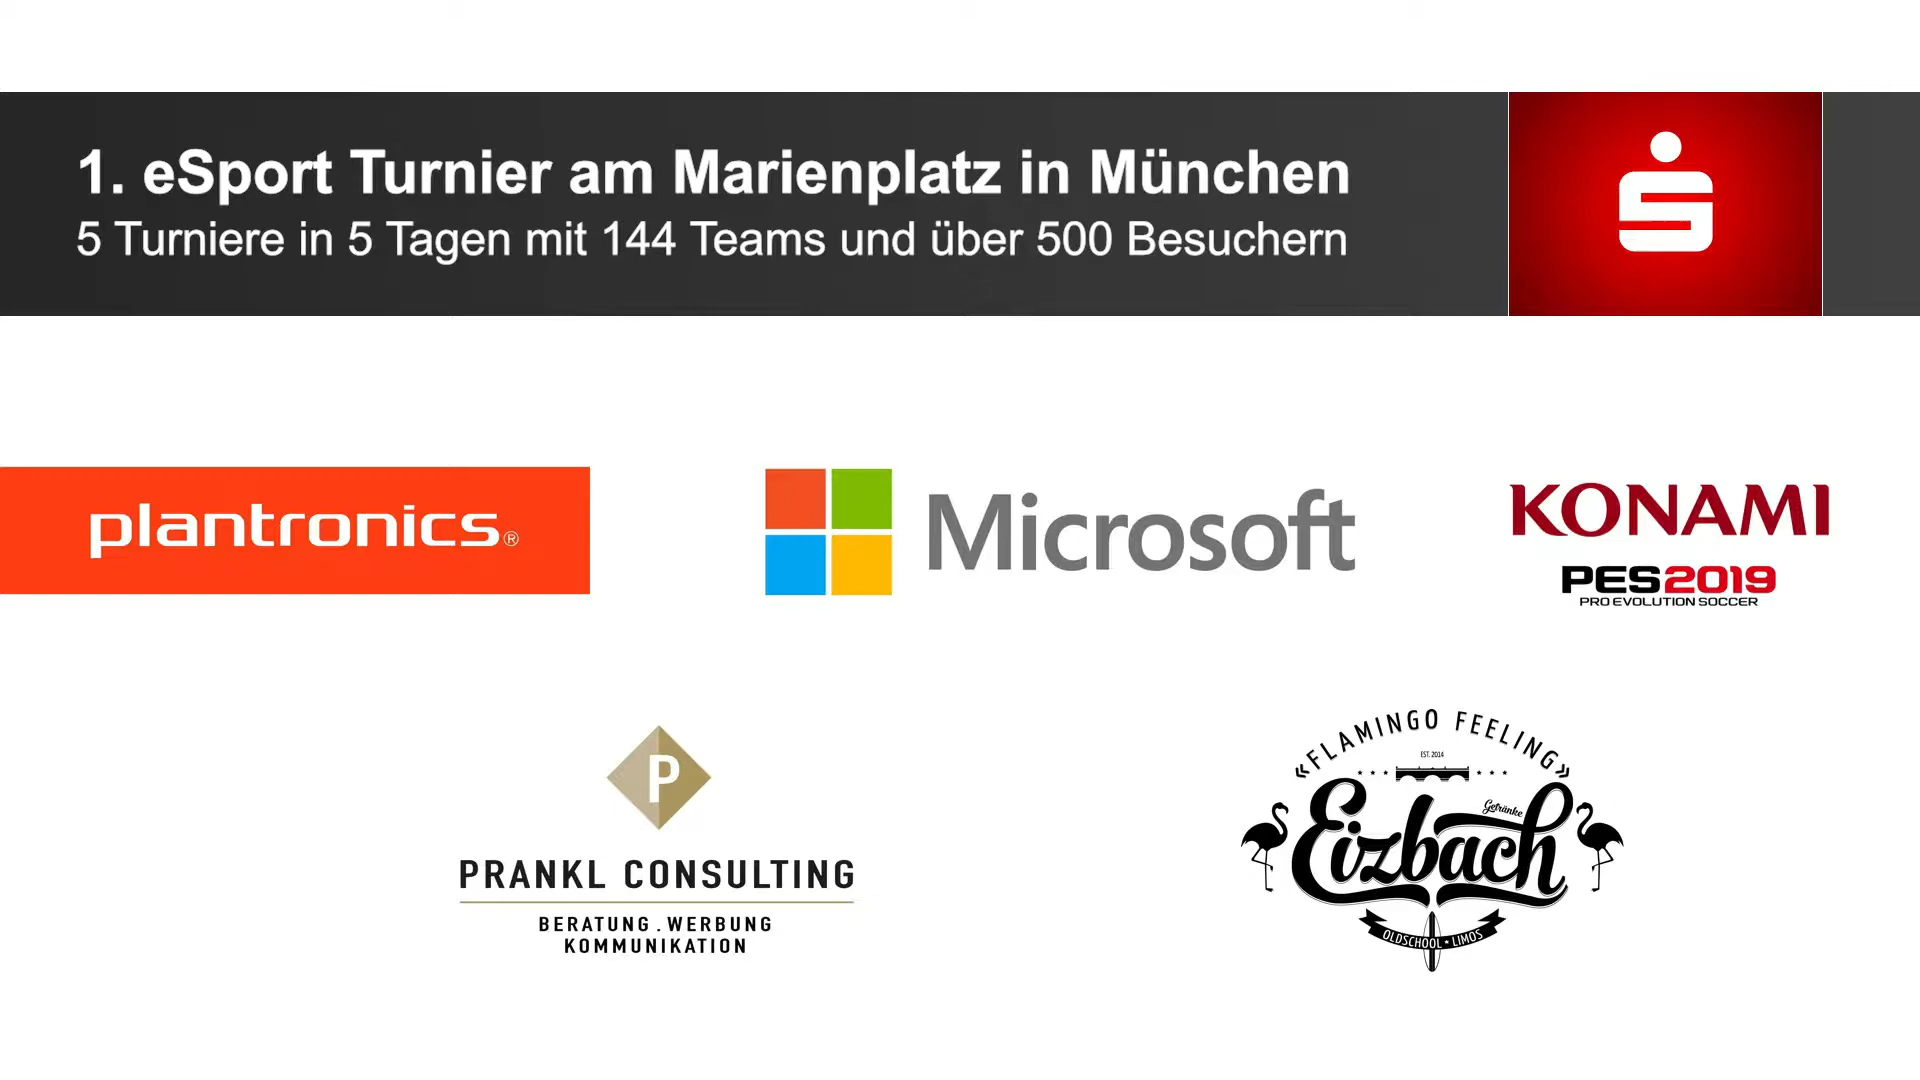 1. eSport Turnier am Marienplatz in München
5 Turniere in 5 Tagen mit 144 Teams und über 500 Besuchern
plantronics®
Microsoft
KONAMI
PES2019
PRO EVOLUTION SOCCER
P
PRANKL CONSULTING
BERATUNG . WERBUNG
KOMMUNIKATION
«FLAMINGO FEELING»
EST. 2014
Getränke
Eizbach
OLDSCHOOL ★ LIMOS